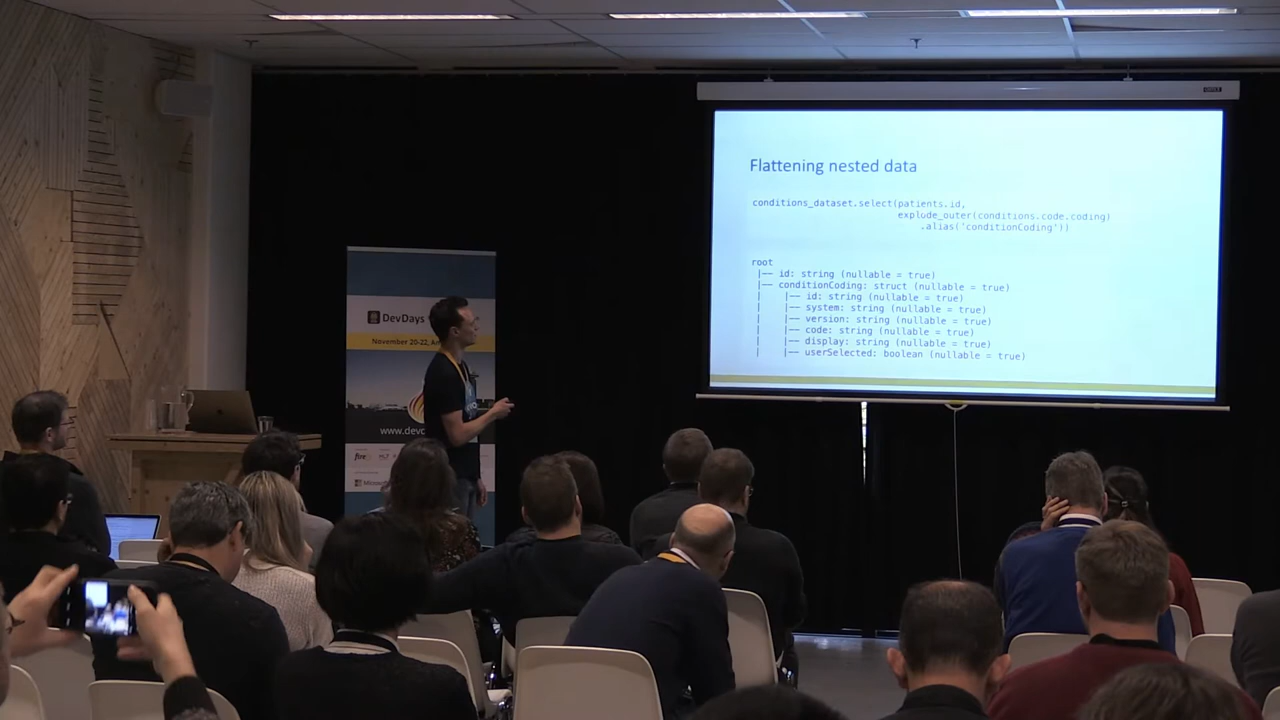 Flattening nested data
conditions_dataset.select(patients.id,
explode_outer(conditions.code.coding)
.alias('conditionCoding'))
root
|-- id: string (nullable = true)
|-- conditionCoding: struct (nullable = true)
| |-- id: string (nullable = true)
| |-- system: string (nullable = true)
| |-- version: string (nullable = true)
| |-- code: string (nullable = true)
| |-- display: string (nullable = true)
| |-- userSelected: boolean (nullable = true)
DevDays
November 20-22,
www.devd
fire
Microsoft